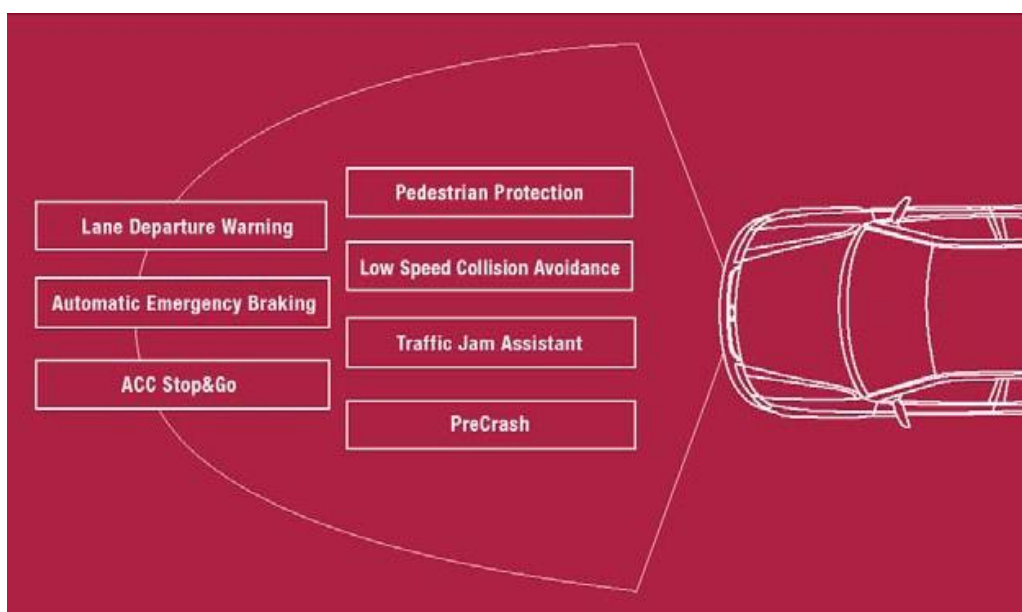 Lane Departure Warning
Automatic Emergency Braking
ACC Stop&Go
Pedestrian Protection
Low Speed Collision Avoidance
Traffic Jam Assistant
PreCrash